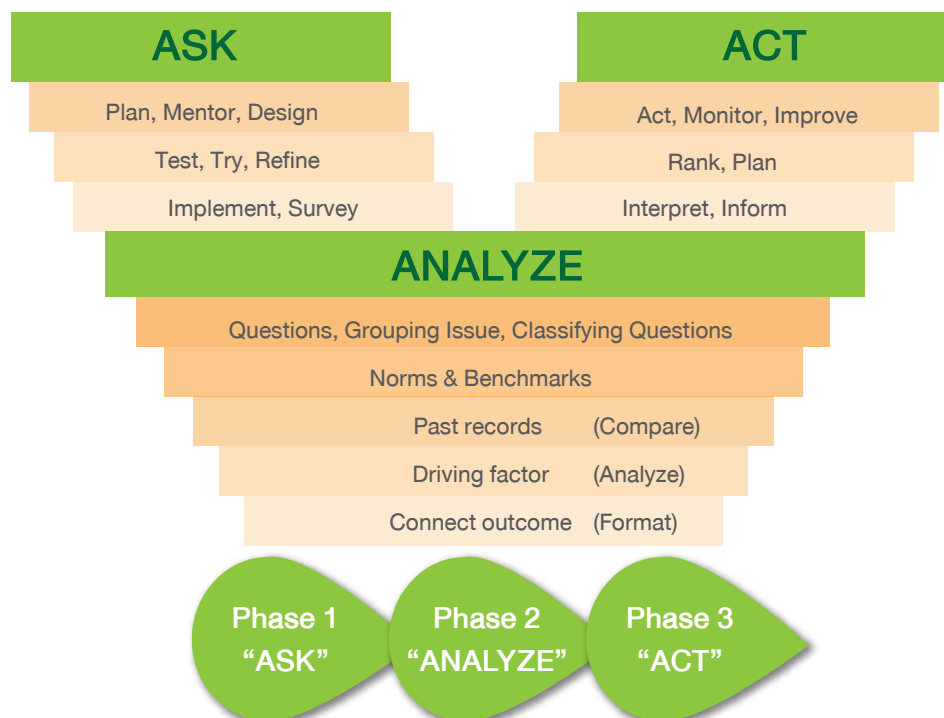 ASK
Plan, Mentor, Design
Test, Try, Refine
Implement, Survey
ACT
Act, Monitor, Improve
Rank, Plan
Interpret, Inform
ANALYZE
Questions, Grouping Issue, Classifying Questions
Norms & Benchmarks
Past records (Compare)
Driving factor (Analyze)
Connect outcome (Format)
Phase 1
“ASK”
Phase 2
“ANALYZE”
Phase 3
“ACT”